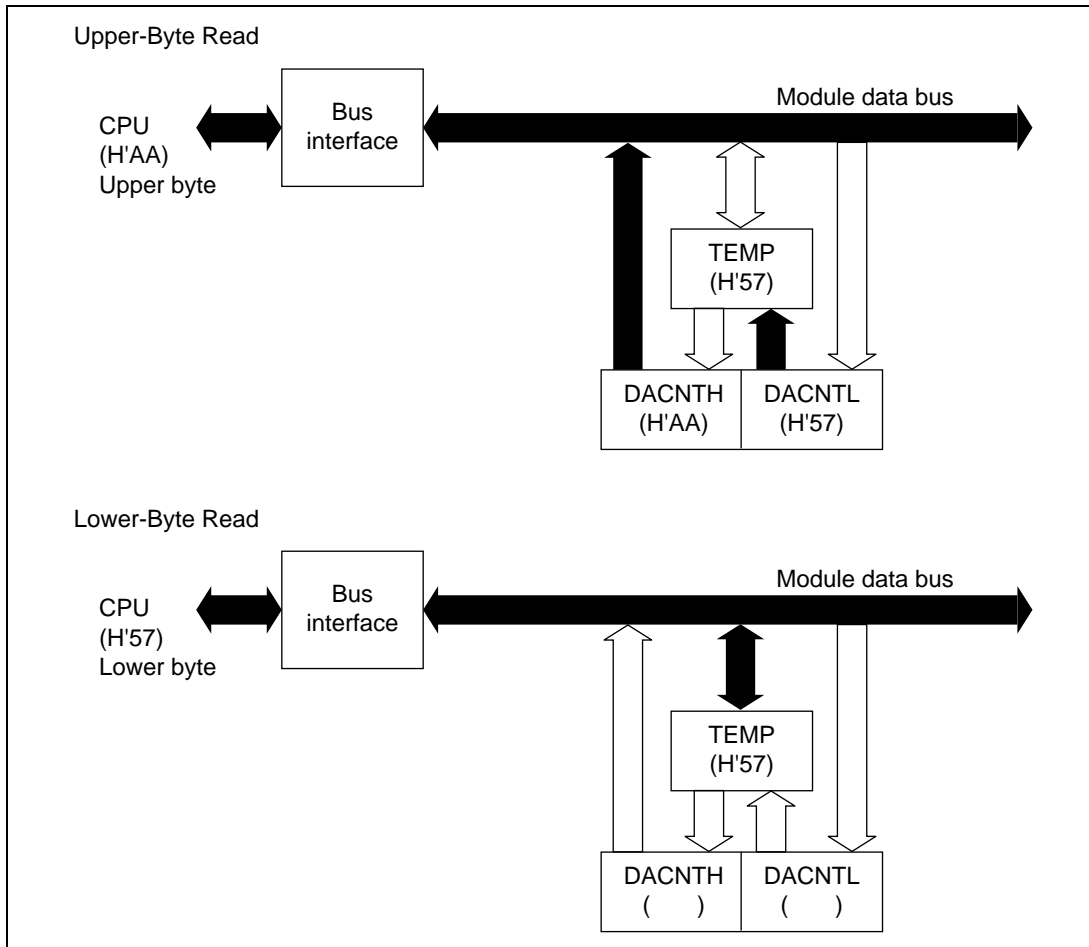 Upper-Byte Read
CPU
(H'AA)
Upper byte
Bus
interface
Module data bus
TEMP
(H'57)
DACNTH
(H'AA)
DACNTL
(H'57)
Lower-Byte Read
CPU
(H'57)
Lower byte
Bus
interface
Module data bus
TEMP
(H'57)
DACNTH
(      )
DACNTL
(      )